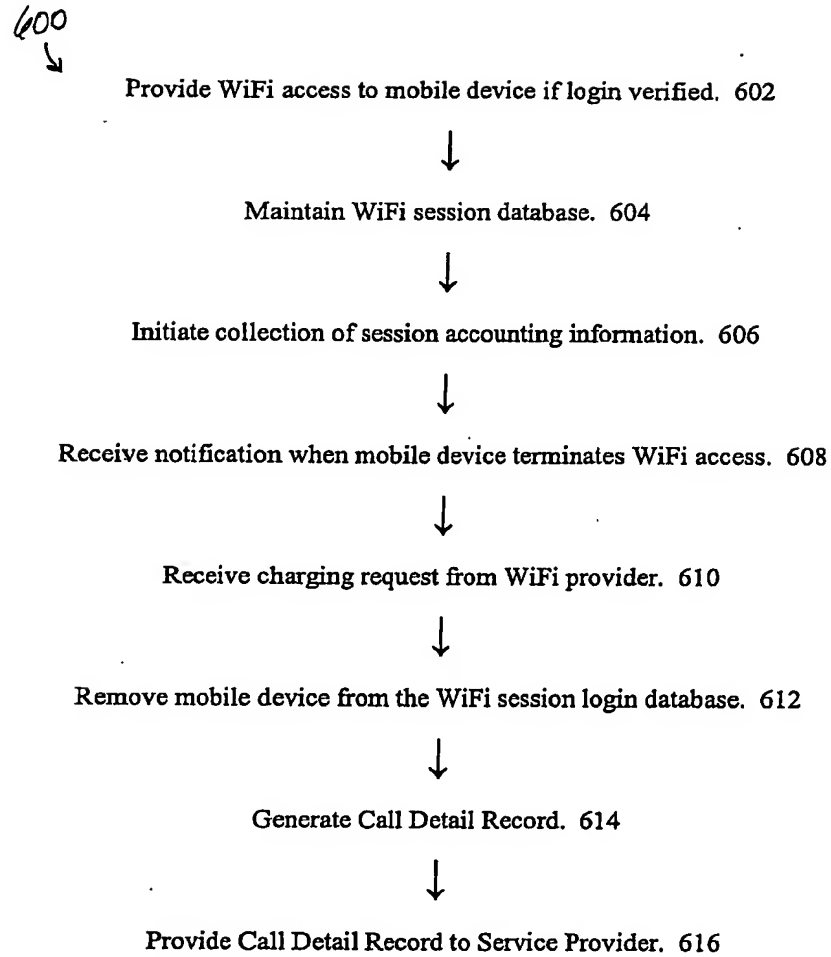 600
Provide WiFi access to mobile device if login verified. 602
Maintain WiFi session database. 604
Initiate collection of session accounting information. 606
Receive notification when mobile device terminates WiFi access. 608
Receive charging request from WiFi provider. 610
Remove mobile device from the WiFi session login database. 612
Generate Call Detail Record. 614
Provide Call Detail Record to Service Provider. 616